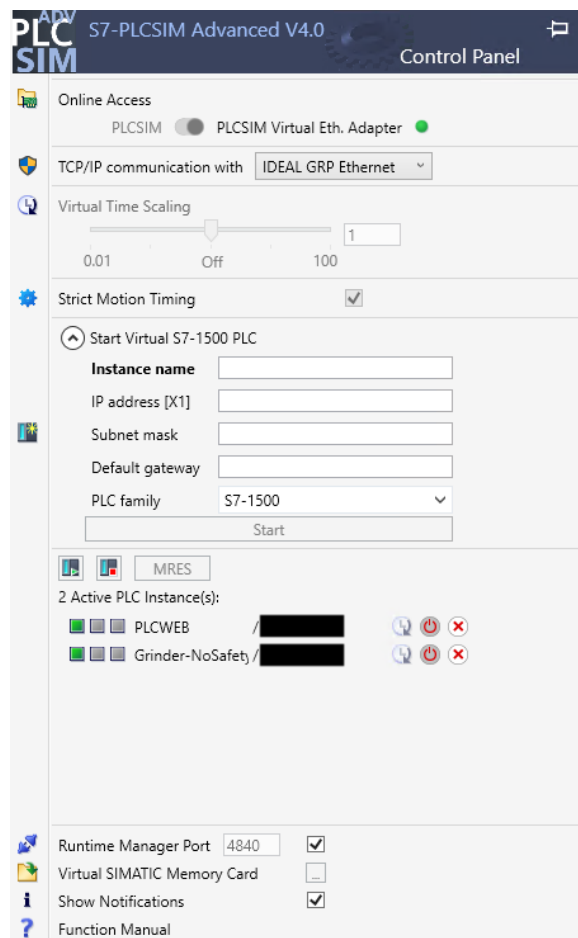 PLC SIM ADV
S7-PLCSIM Advanced V4.0
Control Panel
Online Access
PLCSIM PLCSIM Virtual Eth. Adapter
TCP/IP communication with IDEAL GRP Ethernet
Virtual Time Scaling
1
0.01 Off 100
Strict Motion Timing
Start Virtual S7-1500 PLC
Instance name
IP address [X1]
Subnet mask
Default gateway
PLC family S7-1500
Start
MRES
2 Active PLC Instance(s):
PLCWEB /
Grinder-NoSafety /
Runtime Manager Port 4840
Virtual SIMATIC Memory Card ...
Show Notifications
Function Manual